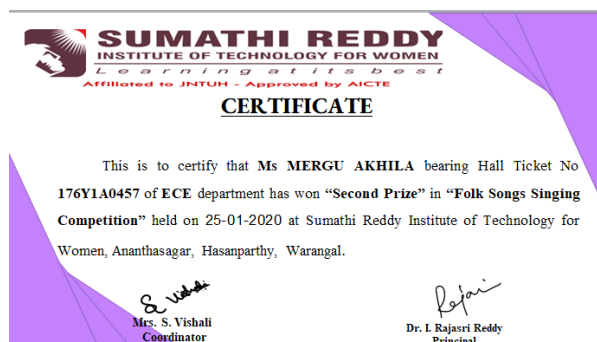 SUMATHI REDDY
INSTITUTE OF TECHNOLOGY FOR WOMEN
Learning at its best
Affiliated to JNTUH - Approved by AICTE
CERTIFICATE
This is to certify that Ms MERGU AKHILA bearing Hall Ticket No
176Y1A0457 of ECE department has won “Second Prize” in “Folk Songs Singing
Competition” held on 25-01-2020 at Sumathi Reddy Institute of Technology for
Women, Ananthasagar, Hasanparthy, Warangal.
S. Vishali
Rajasri
Mrs. S. Vishali
Dr. I. Rajasri Reddy
Coordinator
Principal